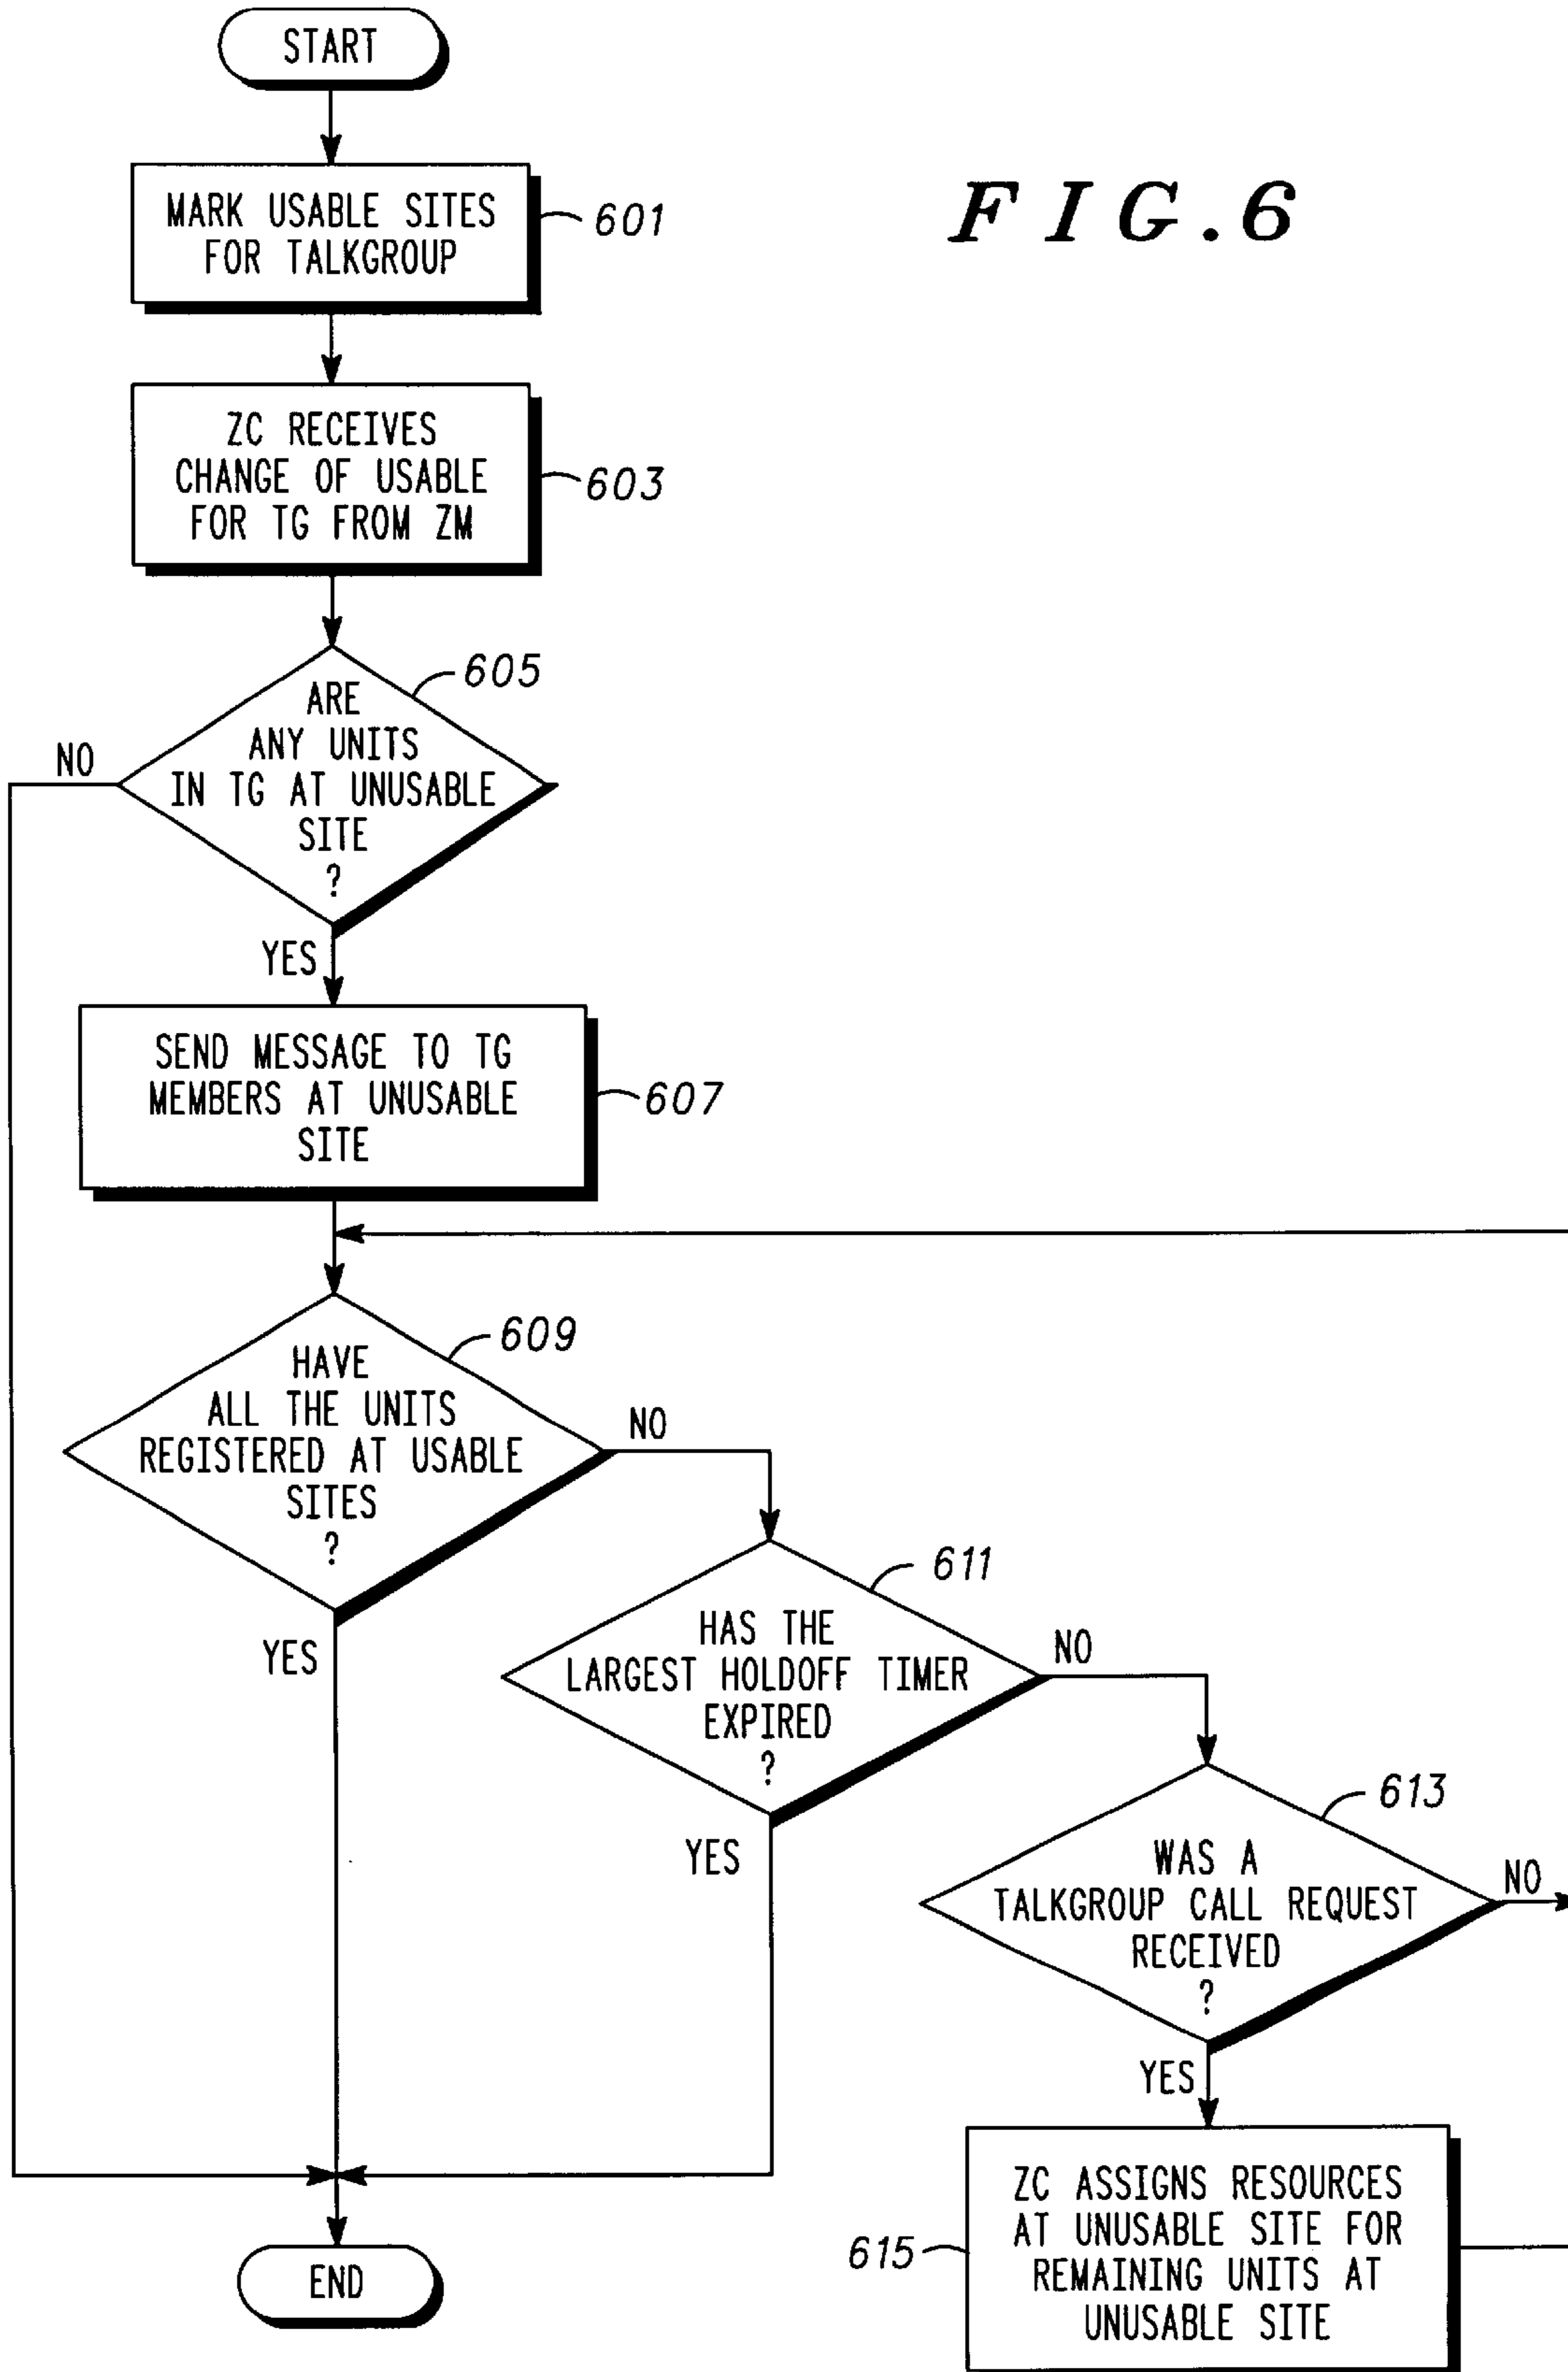 START
F I G . 6
MARK USABLE SITES
FOR TALKGROUP
601
ZC RECEIVES
CHANGE OF USABLE
FOR TG FROM ZM
603
605
ARE
ANY UNITS
IN TG AT UNUSABLE
SITE
?
NO
YES
SEND MESSAGE TO TG
MEMBERS AT UNUSABLE
SITE
607
609
HAVE
ALL THE UNITS
REGISTERED AT USABLE
SITES
?
NO
YES
611
HAS THE
LARGEST HOLDOFF TIMER
EXPIRED
?
NO
YES
613
WAS A
TALKGROUP CALL REQUEST
RECEIVED
?
NO
YES
ZC ASSIGNS RESOURCES
AT UNUSABLE SITE FOR
REMAINING UNITS AT
UNUSABLE SITE
615
END